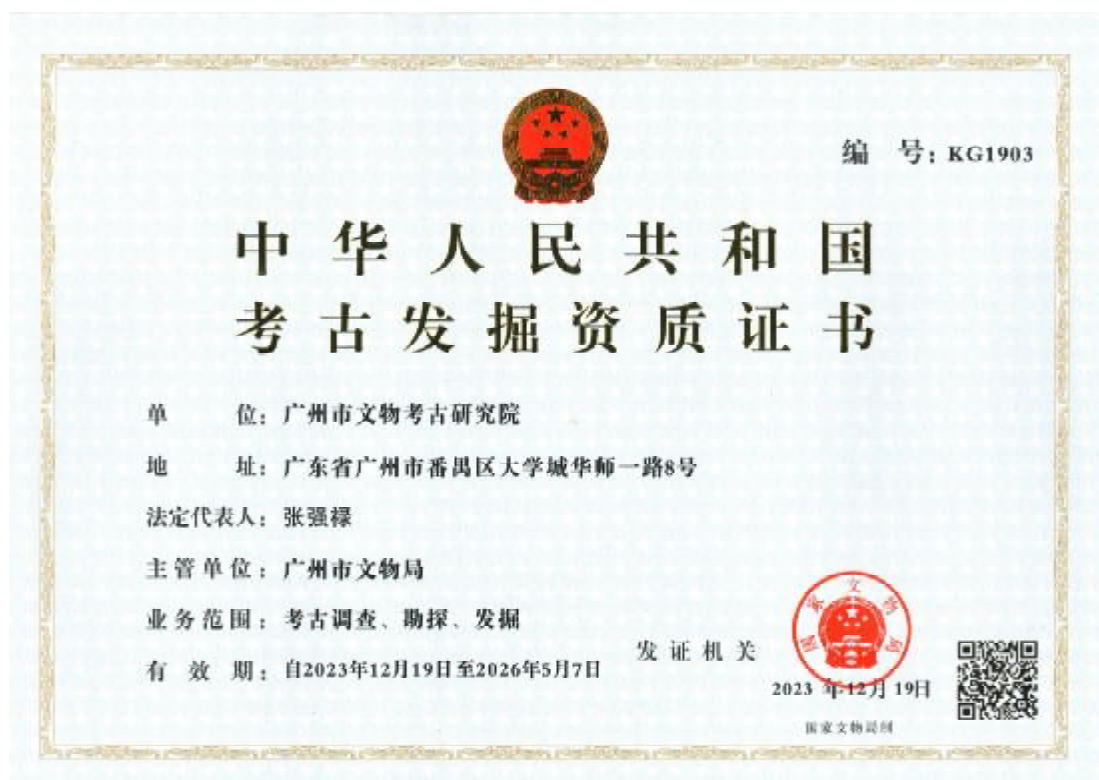 编 号: KG1903
中华人民共和国
考古发掘资质证书
单 位: 广州市文物考古研究院
地 址: 广东省广州市番禺区大学城华师一路8号
法定代表人: 张强禄
主管单位: 广州市文物局
业务范围: 考古调查、勘探、发掘
有 效 期: 自2023年12月19日至2026年5月7日
发证机关
国家文物局
2023 年12月 19日
国家文物局制